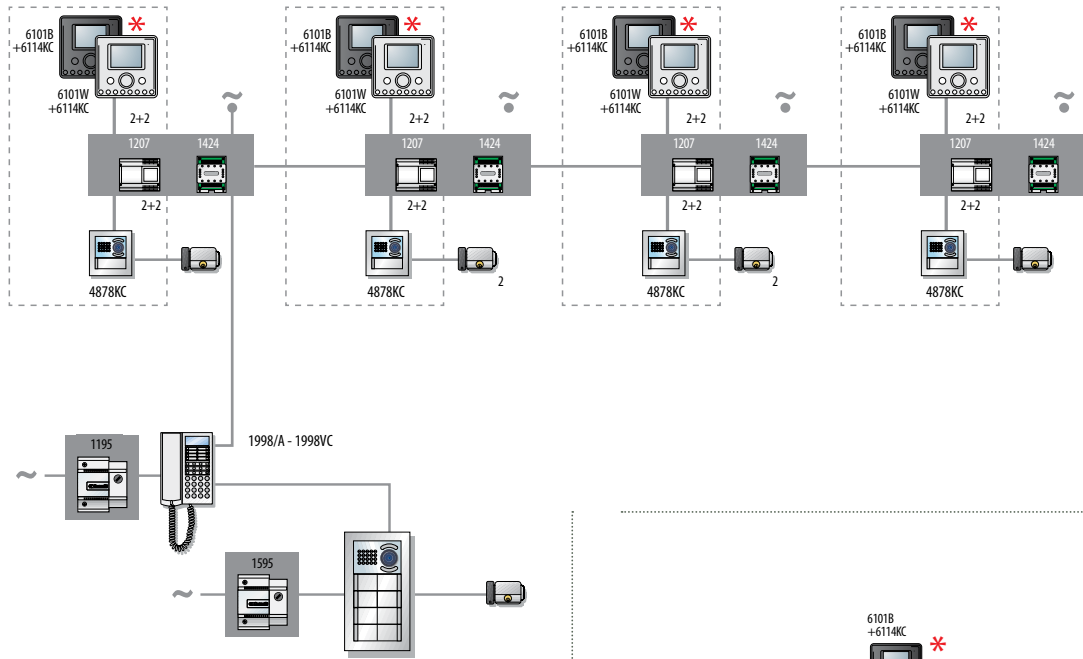 6101B
+6114KC
*
6101W
+6114KC
2+2
1207
1424
2+2
4878KC
6101B
+6114KC
*
6101W
+6114KC
2+2
1207
1424
2+2
4878KC
2
6101B
+6114KC
*
6101W
+6114KC
2+2
1207
1424
2+2
4878KC
2
6101B
+6114KC
*
6101W
+6114KC
2+2
1207
1424
2+2
4878KC
1195
1998/A - 1998VC
1595
6101B
+6114KC
*